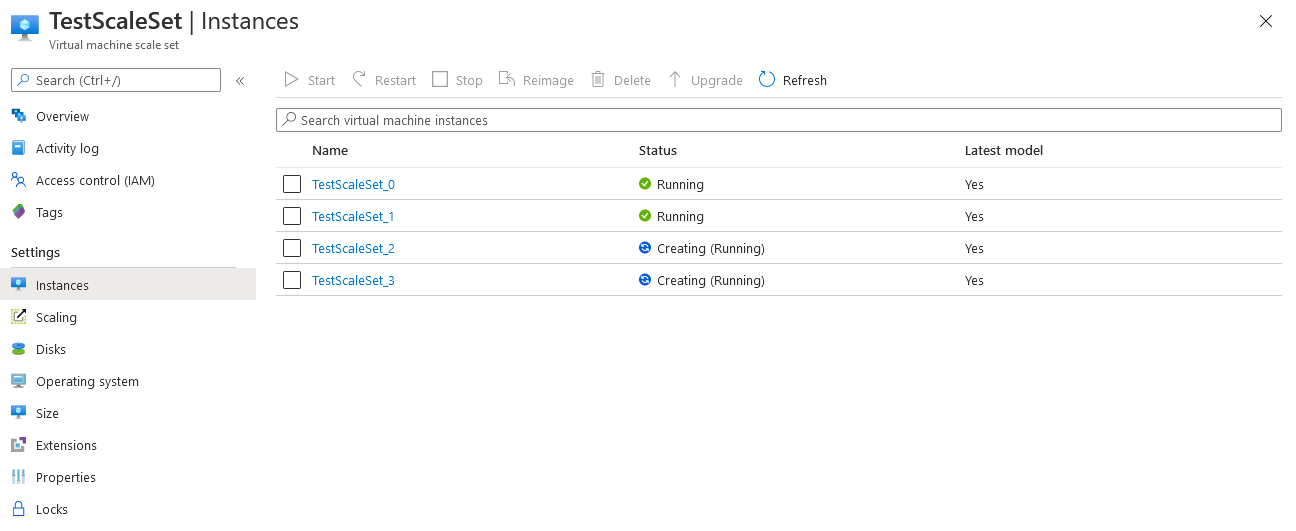 TestScaleSet | Instances
Virtual machine scale set
Search (Ctrl+/)
«
Overview
Activity log
Access control (IAM)
Tags
Settings
Instances
Scaling
Disks
Operating system
Size
Extensions
Properties
Locks
Start Restart Stop Reimage Delete Upgrade Refresh
Search virtual machine instances
Name Status Latest model
TestScaleSet_0 Running Yes
TestScaleSet_1 Running Yes
TestScaleSet_2 Creating (Running) Yes
TestScaleSet_3 Creating (Running) Yes